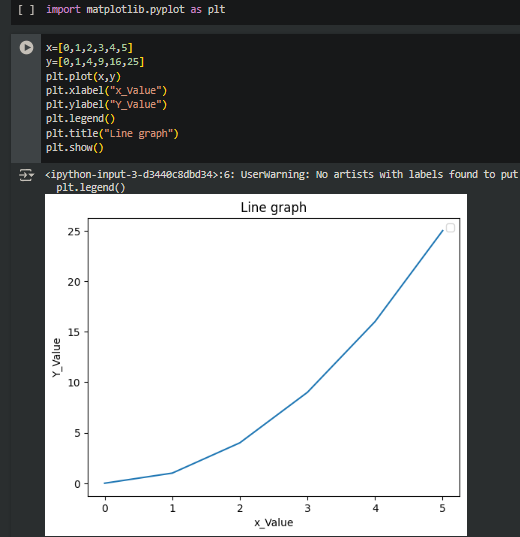 [ ] import matplotlib.pyplot as plt
x=[0,1,2,3,4,5]
y=[0,1,4,9,16,25]
plt.plot(x,y)
plt.xlabel("x_Value")
plt.ylabel("Y_Value")
plt.legend()
plt.title("Line graph")
plt.show()
<ipython-input-3-d3440c8dbd34>:6: UserWarning: No artists with labels found to put
plt.legend()
Line graph
25
20
15
10
5
0
Y_Value
0 1 2 3 4 5
x_Value